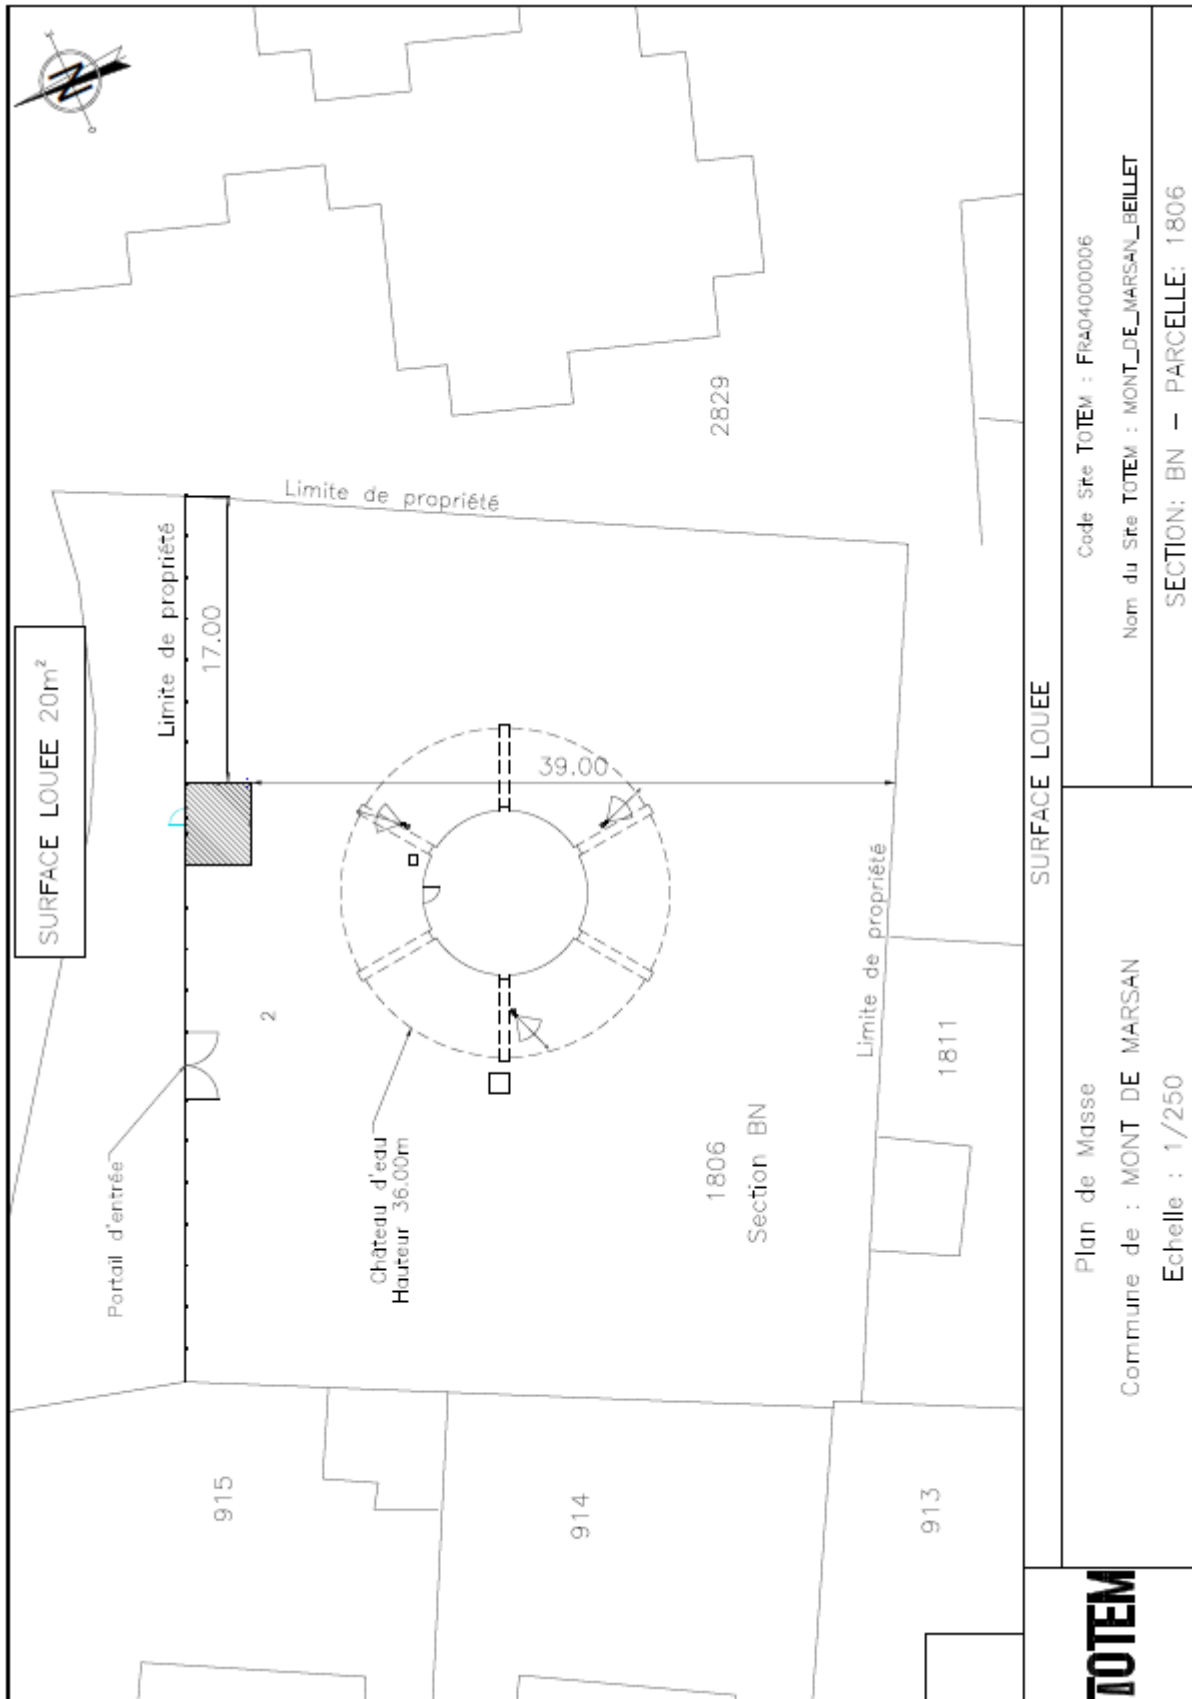 N
SURFACE LOUEE 20m²
Limite de propriété
17.00
Limite de propriété
39.00
Limite de propriété
2829
2
Portail d'entrée
Château d'eau
Hauteur 36.00m
1806
Section BN
1811
915
914
913
SURFACE LOUEE
TOTEM
Plan de Masse
Commune de : MONT DE MARSAN
Echelle : 1/250
Code Site TOTEM : FRA04000006
Nom du Site TOTEM : MONT_DE_MARSAN_BEILLET
SECTION: BN – PARCELLE: 1806